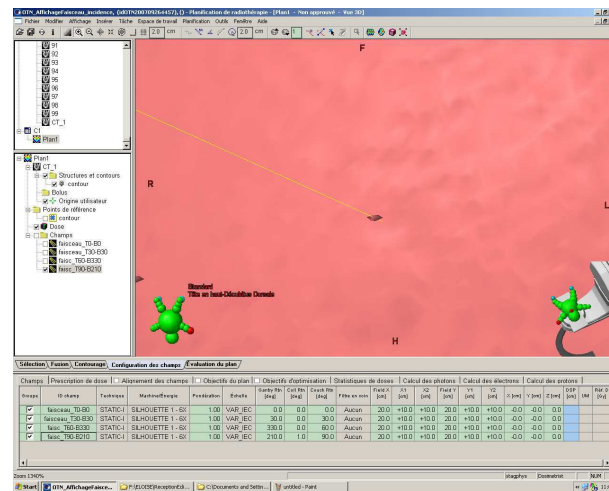 OTN_AffichageFaisceau_Incidence, (idOTN200709264457), () - Planification de radiothérapie - [Plan1 - Non approuvé - Vue 3D]
Fichier Modifier Affichage Insérer Tâche Espace de travail Planification Outils Fenêtre Aide
2.0 cm 2.0 cm 1
91
92
93
94
95
96
97
98
99
CT_1
C1
Plan1
Plan1
CT_1
Structures et contours
contour
Bolus
Origine utilisateur
Points de référence
contour
Dose
Champs
faisceau_T0-B0
faisceau_T30-B30
faisc_T60-B330
faisc_T90-B210
F
R
L
H
Standard
Tête en haut-Décubitus Dorsale
Sélection Fusion Contourage Configuration des champs Évaluation du plan
Champs Prescription de dose Alignement des champs Objectifs du plan Objectifs d'optimisation Statistiques de doses Calcul des photons Calcul des électrons Calcul des protons
Groupe ID champ Technique Machine/Énergie Pondération Échelle Gantry Rtn [deg] Coll Rtn [deg] Couch Rtn [deg] Filtre en coin Field X [cm] X1 [cm] X2 [cm] Field Y [cm] Y1 [cm] Y2 [cm] X [cm] Y [cm] Z [cm] DSP [cm] UM
faisceau_T0-B0 STATIC-I SILHOUETTE 1 - 6X 1.00 VAR_IEC 0.0 0.0 0.0 Aucun 20.0 +10.0 +10.0 20.0 +10.0 +10.0 -0.0 -0.0 0.0
faisceau_T30-B30 STATIC-I SILHOUETTE 1 - 6X 1.00 VAR_IEC 30.0 0.0 30.0 Aucun 20.0 +10.0 +10.0 20.0 +10.0 +10.0 -0.0 -0.0 0.0
faisc_T60-B330 STATIC-I SILHOUETTE 1 - 6X 1.00 VAR_IEC 330.0 0.0 60.0 Aucun 20.0 +10.0 +10.0 20.0 +10.0 +10.0 -0.0 -0.0 0.0
faisc_T90-B210 STATIC-I SILHOUETTE 1 - 6X 1.00 VAR_IEC 210.0 1.0 90.0 Aucun 20.0 +10.0 +10.0 20.0 +10.0 +10.0 -0.0 -0.0 0.0
Zoom 1340% stagphys Dosimetrist NUM
Start OTN_AffichageFaisce... F:\ELOISE\ReceptionEcli... C:\Documents and Settin... untitled - Paint